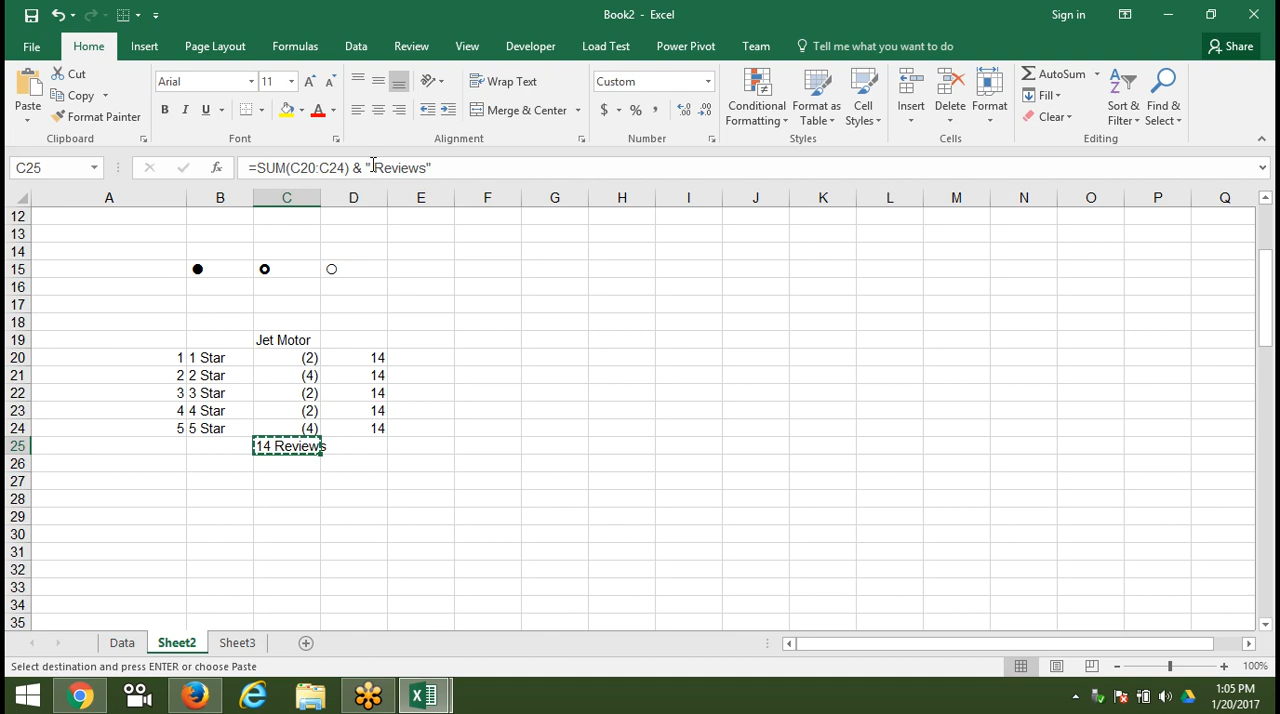 Book2 - Excel
Sign in
File Home Insert Page Layout Formulas Data Review View Developer Load Test Power Pivot Team Tell me what you want to do Share
Paste
Cut
Copy
Format Painter
Clipboard
Arial 11
B I U
Font
Wrap Text
Merge & Center
Alignment
Custom
$ % ,
Number
Conditional Formatting
Format as Table
Cell Styles
Styles
Insert Delete Format
Cells
AutoSum
Fill
Clear
Sort & Filter
Find & Select
Editing
C25 fx =SUM(C20:C24) & " Reviews"
A B C D E F G H I J K L M N O P Q
12
13
14
15
16
17
18
19 Jet Motor
20 1 1 Star (2) 14
21 2 2 Star (4) 14
22 3 3 Star (2) 14
23 4 4 Star (2) 14
24 5 5 Star (4) 14
25 14 Reviews
26
27
28
29
30
31
32
33
34
35
Data Sheet2 Sheet3
Select destination and press ENTER or choose Paste
100%
1:05 PM
1/20/2017